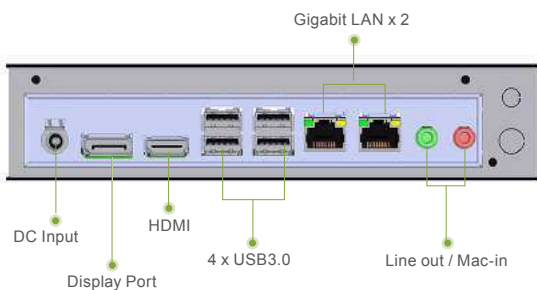 Gigabit LAN x 2
DC Input
Display Port
HDMI
4 x USB3.0
Line out / Mac-in